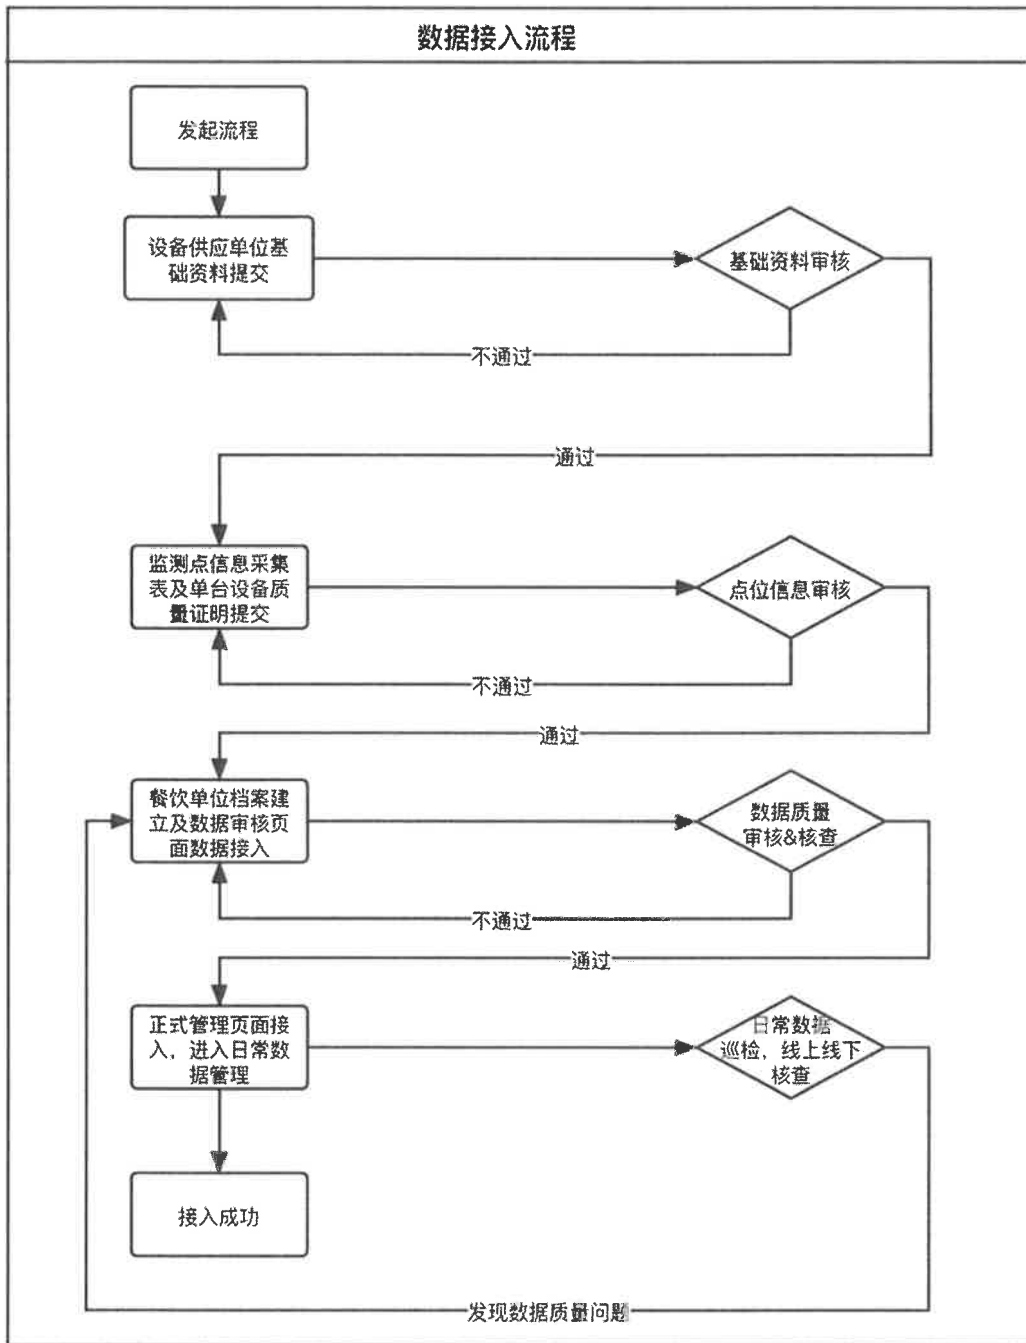 数据接入流程
发起流程
设备供应单位基
础资料提交
基础资料审核
不通过
通过
监测点信息采集
表及单台设备质
量证明提交
点位信息审核
不通过
通过
餐饮单位档案建
立及数据审核页
面数据接入
数据质量
审核&核查
不通过
通过
正式管理页面接
入，进入日常数
据管理
日常数据
巡检，线上线下
核查
接入成功
发现数据质量问题